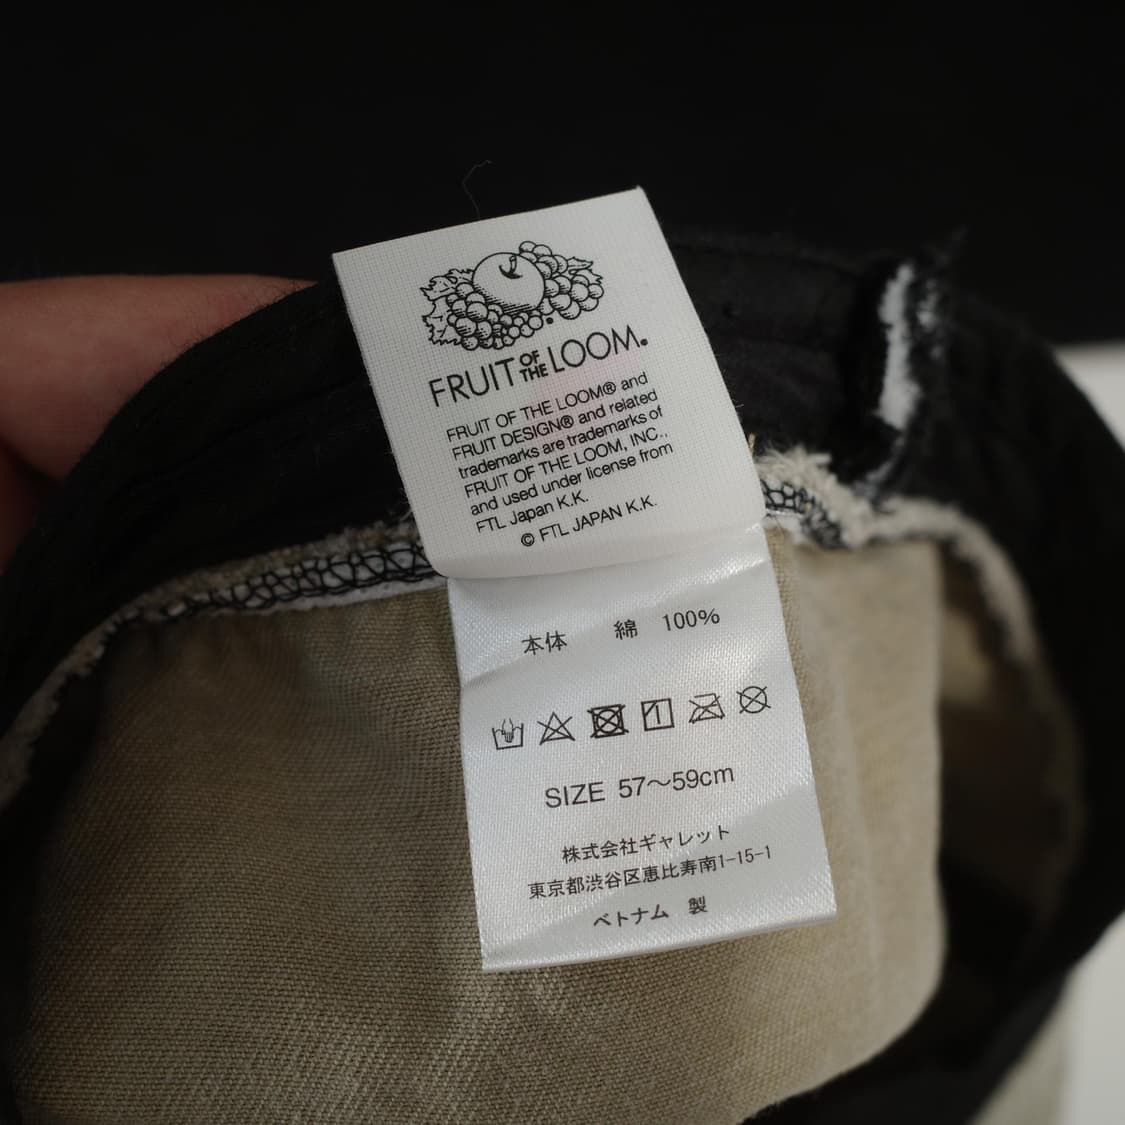 FRUIT OF THE LOOM.
FRUIT OF THE LOOM® and
FRUIT DESIGN® and related
trademarks are trademarks of
FRUIT OF THE LOOM, INC.,
and used under license from
FTL Japan K.K.
© FTL JAPAN K.K.
本体 綿 100%
SIZE 57〜59cm
株式会社ギャレット
東京都渋谷区恵比寿南1-15-1
ベトナム 製